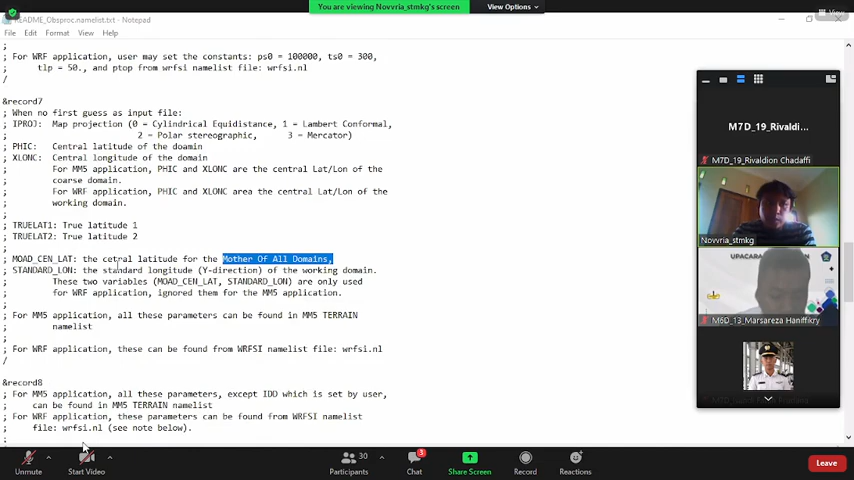 You are viewing Novvria_stmkg's screen
View Options
View
README_Obsproc.namelist.txt - Notepad
File Edit Format View Help
;
; For WRF application, user may set the constants: ps0 = 100000, ts0 = 300,
; tlp = 50., and ptop from wrfsi namelist file: wrfsi.nl
/
&record7
; When no first guess as input file:
; IPROJ: Map projection (0 = Cylindrical Equidistance, 1 = Lambert Conformal,
; 2 = Polar stereographic, 3 = Mercator)
; PHIC: Central latitude of the doamin
; XLONC: Central longitude of the domain
; For MM5 application, PHIC and XLONC are the central Lat/Lon of the
; coarse domain.
; For WRF application, PHIC and XLONC area the central Lat/Lon of the
; working domain.
;
; TRUELAT1: True latitude 1
; TRUELAT2: True latitude 2
;
; MOAD_CEN_LAT: the cetral latitude for the Mother Of All Domains,
; STANDARD_LON: the standard longitude (Y-direction) of the working domain.
; These two variables (MOAD_CEN_LAT, STANDARD_LON) are only used
; for WRF application, ignored them for the MM5 application.
;
; For MM5 application, all these parameters can be found in MM5 TERRAIN
; namelist
;
; For WRF application, these can be found from WRFSI namelist file: wrfsi.nl
/
&record8
; For MM5 application, all these parameters, except IDD which is set by user,
; can be found in MM5 TERRAIN namelist
; For WRF application, these parameters can be found from WRFSI namelist
; file: wrfsi.nl (see note below).
;
M7D_19_Rivaldi...
M7D_19_Rivaldion Chadaffi
Novvria_stmkg
UPACARA
M6D_13_Marsareza Haniffikry
Unmute
Start Video
30
Participants
3
Chat
Share Screen
Record
Reactions
Leave